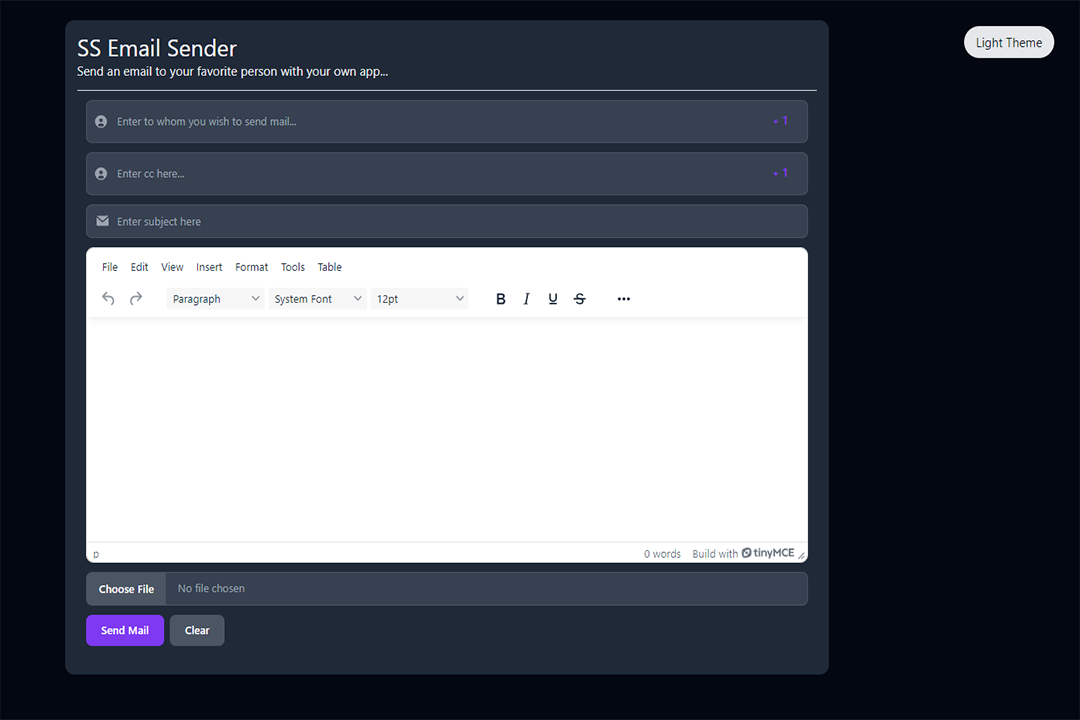 SS Email Sender
Light Theme
Send an email to your favorite person with your own app...
Enter to whom you wish to send mail... + 1
Enter cc here... + 1
Enter subject here
File Edit View Insert Format Tools Table
Paragraph System Font 12pt B I U S
p 0 words Build with tinyMCE
Choose File No file chosen
Send Mail Clear